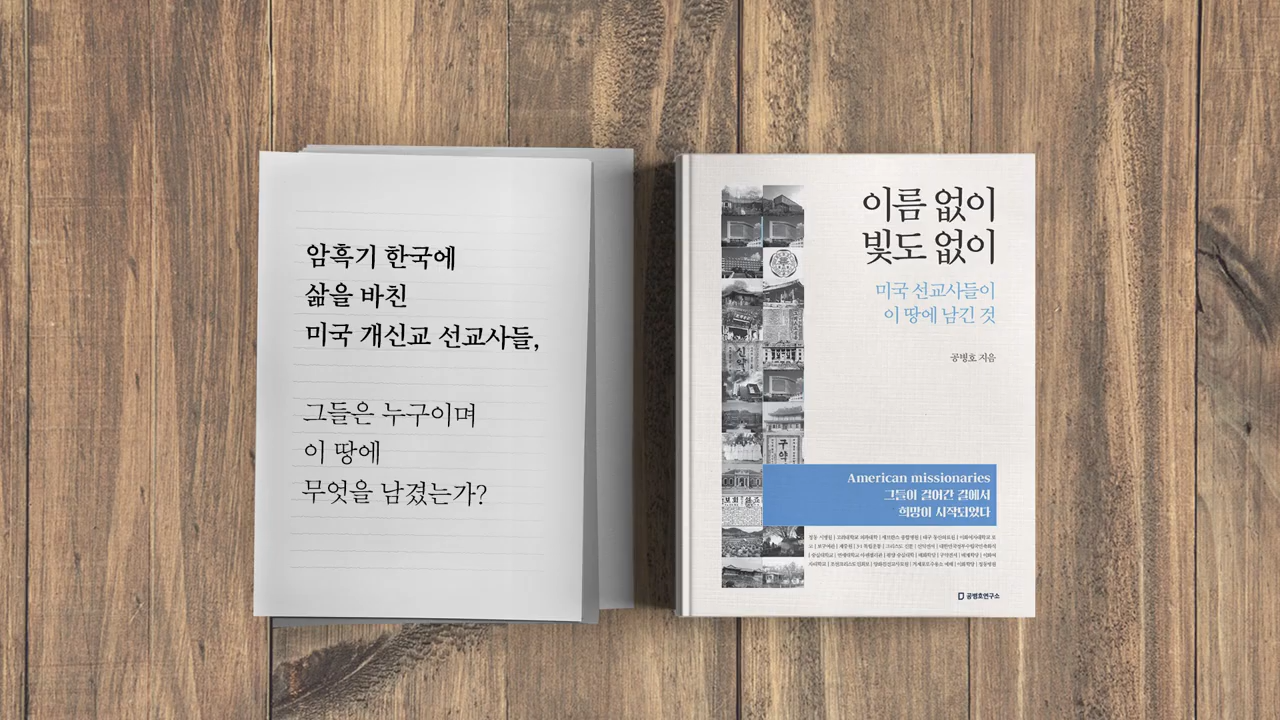 암흑기 한국에
삶을 바친
미국 개신교 선교사들,
그들은 누구이며
이 땅에
무엇을 남겼는가?
이름 없이
빛도 없이
미국 선교사들이
이 땅에 남긴 것
공병호 지음
신약
구약
American missionaries
그들이 걸어간 길에서
희망이 시작되었다
공병호연구소